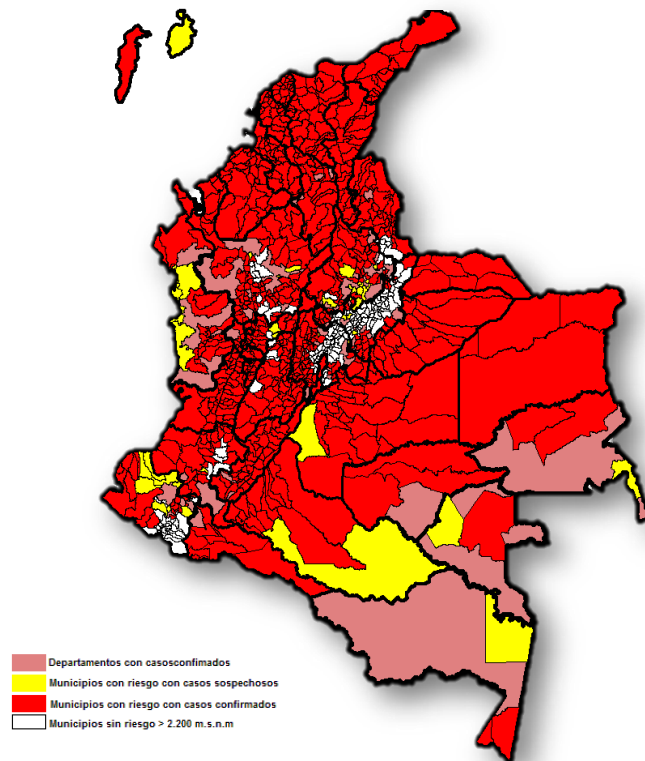 Departamentos con casosconfimados
Municipios con riesgo con casos sospechosos
Municipios con riesgo con casos confirmados
Municipios sin riesgo > 2.200 m.s.n.m